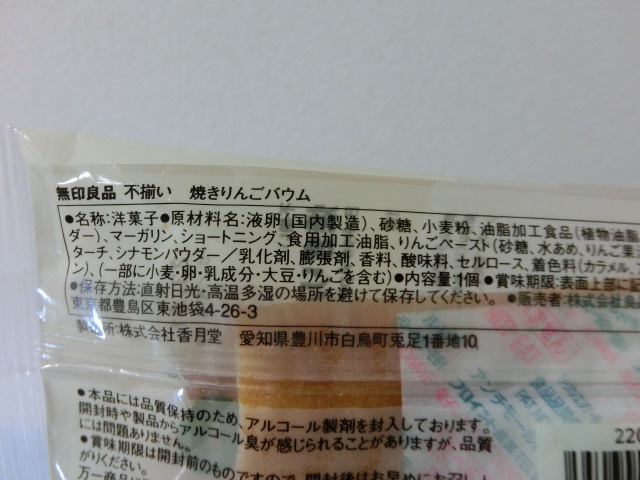 無印良品 不揃い 焼きりんごバウム
●名称:洋菓子●原材料名:液卵(国内製造)、砂糖、小麦粉、油脂加工食品(植物油脂
ダー)、マーガリン、ショートニング、食用加工油脂、りんごペースト(砂糖、水あめ、りんご果
ターチ、シナモンパウダー/乳化剤、膨張剤、香料、酸味料、セルロース、着色料(カラメル、
ン)、(一部に小麦・卵・乳成分・大豆・りんごを含む)●内容量:1個●賞味期限:表面上部に記
●保存方法:直射日光・高温多湿の場所を避けて保存してください。●販売者:株式会社良
東京都豊島区東池袋4-26-3
製 所:株式会社香月堂 愛知県豊川市白鳥町兎足1番地10
●本品には品質保持のため、アルコール製剤を封入しております。
開封時や製品からアルコール臭が感じられることがありますが、品質
には問題ありません。
●賞味期限は開封前のものですので、開封後はお早めにお召し
がりください。
万一商品に
220